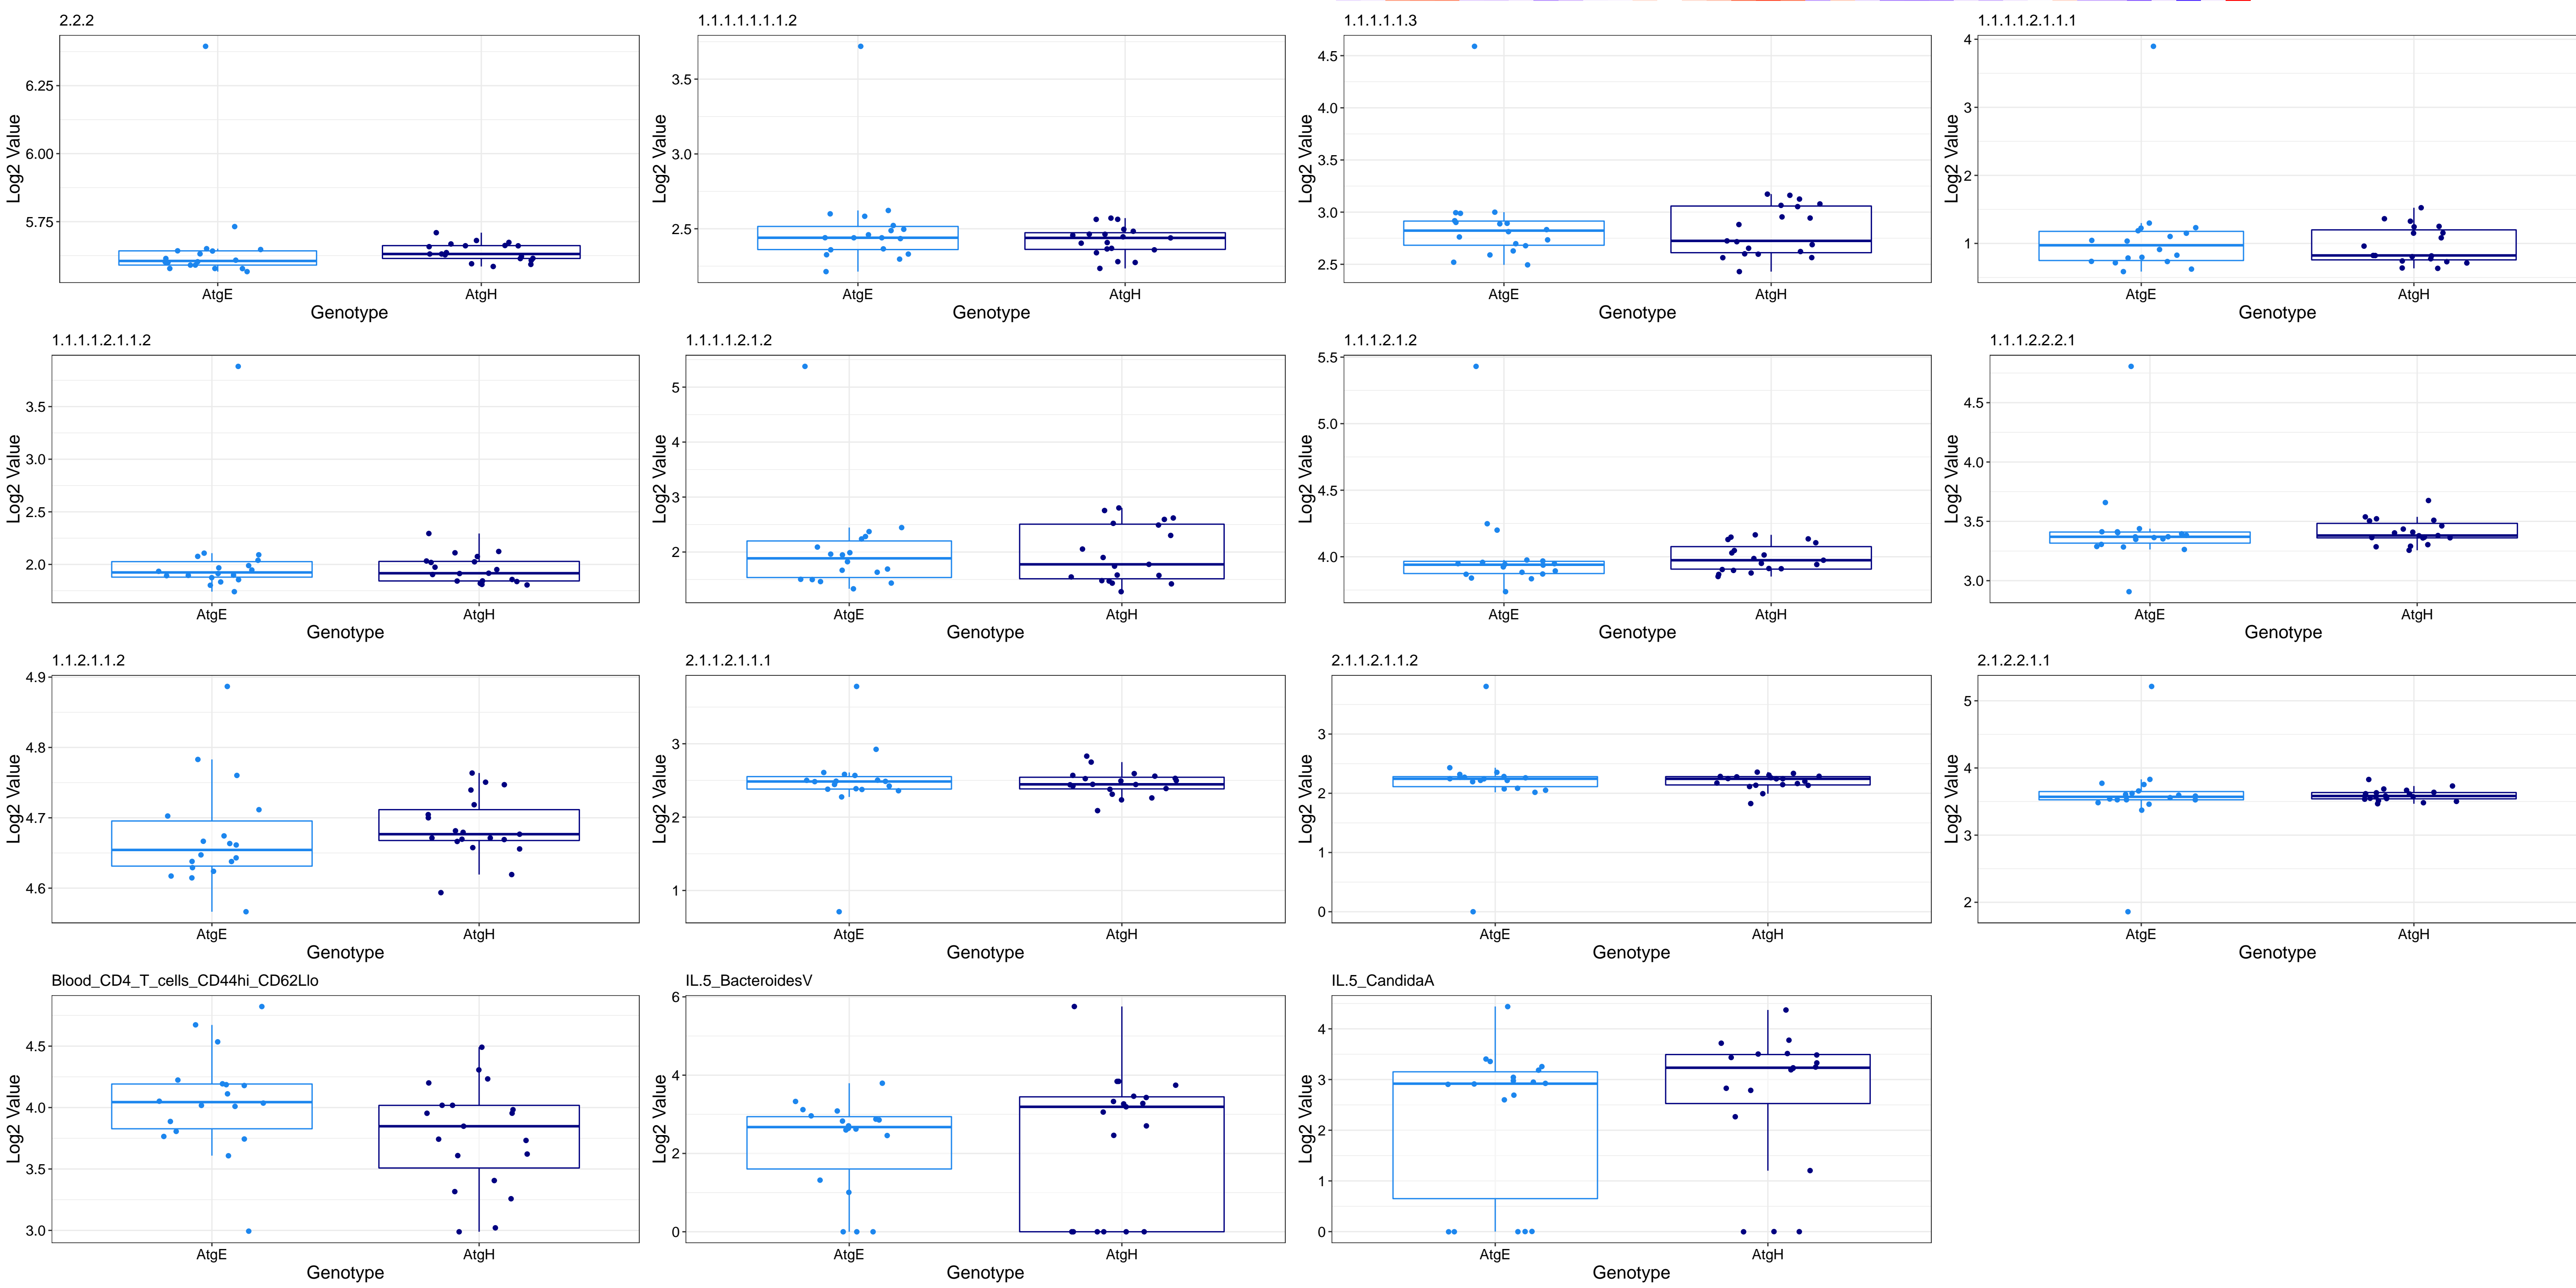 2.2.2
Log2 Value
6.25
6.00
5.75
AtgE AtgH
Genotype
1.1.1.1.1.1.1.1.2
Log2 Value
3.5
3.0
2.5
AtgE AtgH
Genotype
1.1.1.1.1.1.3
Log2 Value
4.5
4.0
3.5
3.0
2.5
AtgE AtgH
Genotype
1.1.1.1.2.1.1.1
Log2 Value
4
3
2
1
AtgE AtgH
Genotype
1.1.1.1.2.1.1.2
Log2 Value
3.5
3.0
2.5
2.0
AtgE AtgH
Genotype
1.1.1.1.2.1.2
Log2 Value
5
4
3
2
AtgE AtgH
Genotype
1.1.1.2.1.2
Log2 Value
5.5
5.0
4.5
4.0
AtgE AtgH
Genotype
1.1.1.2.2.2.1
Log2 Value
4.5
4.0
3.5
3.0
AtgE AtgH
Genotype
1.1.2.1.1.2
Log2 Value
4.9
4.8
4.7
4.6
AtgE AtgH
Genotype
2.1.1.2.1.1.1
Log2 Value
3
2
1
AtgE AtgH
Genotype
2.1.1.2.1.1.2
Log2 Value
3
2
1
0
AtgE AtgH
Genotype
2.1.2.2.1.1
Log2 Value
5
4
3
2
AtgE AtgH
Genotype
Blood_CD4_T_cells_CD44hi_CD62Llo
Log2 Value
4.5
4.0
3.5
3.0
AtgE AtgH
Genotype
IL.5_BacteroidesV
Log2 Value
6
4
2
0
AtgE AtgH
Genotype
IL.5_CandidaA
Log2 Value
4
3
2
1
0
AtgE AtgH
Genotype